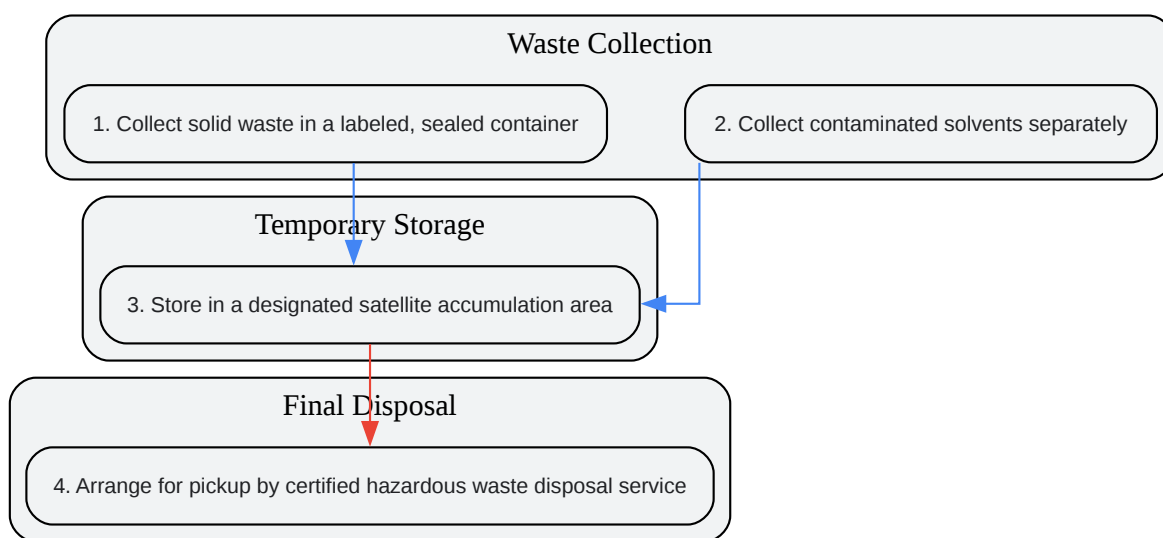 Waste Collection
1. Collect solid waste in a labeled, sealed container
2. Collect contaminated solvents separately
Temporary Storage
3. Store in a designated satellite accumulation area
Final Disposal
4. Arrange for pickup by certified hazardous waste disposal service